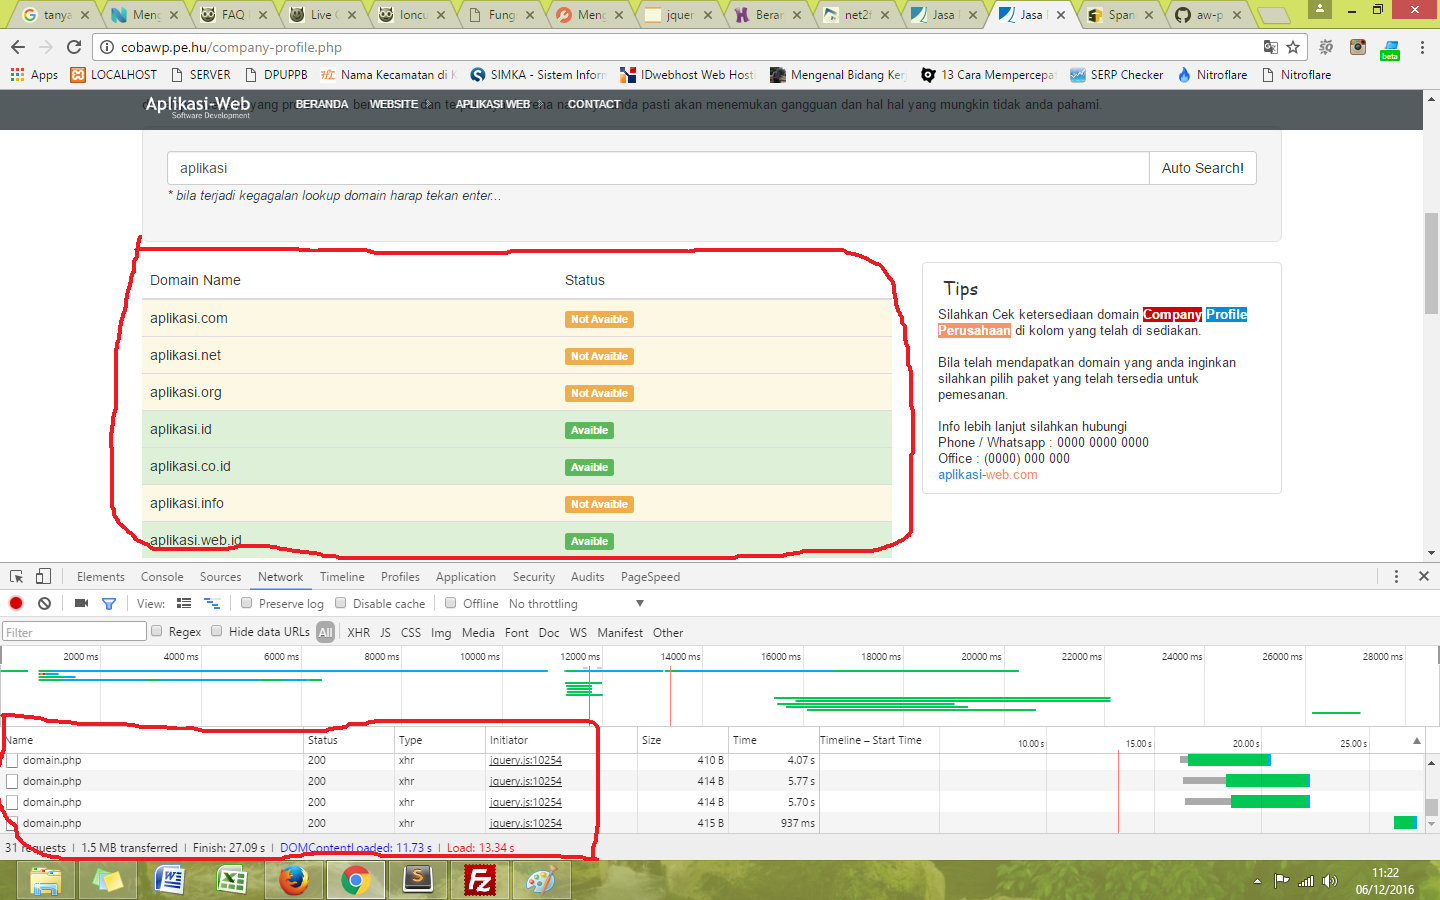 tanya
Meng
FAQ
Live
loncu
Fung
Meng
jquer
Berar
net2f
Jasa
Jasa
Span
aw-p
cobawp.pe.hu/company-profile.php
Apps
LOCALHOST
SERVER
DPUPPB
Nama Kecamatan di K
SIMKA - Sistem Inform
IDwebhost Web Host
Mengenal Bidang Kerj
13 Cara Mempercepat
SERP Checker
Nitroflare
Nitroflare
beta
Aplikasi-Web
Software Development
BERANDA
WEBSITE
APLIKASI WEB
CONTACT
anda pasti akan menemukan gangguan dan hal hal yang mungkin tidak anda pahami.
aplikasi
Auto Search!
* bila terjadi kegagalan lookup domain harap tekan enter...
Domain Name Status
aplikasi.com Not Avaible
aplikasi.net Not Avaible
aplikasi.org Not Avaible
aplikasi.id Avaible
aplikasi.co.id Avaible
aplikasi.info Not Avaible
aplikasi.web.id Avaible
Tips
Silahkan Cek ketersediaan domain Company Profile
Perusahaan di kolom yang telah di sediakan.
Bila telah mendapatkan domain yang anda inginkan
silahkan pilih paket yang telah tersedia untuk
pemesanan.
Info lebih lanjut silahkan hubungi
Phone / Whatsapp : 0000 0000 0000
Office : (0000) 000 000
aplikasi-web.com
Elements Console Sources Network Timeline Profiles Application Security Audits PageSpeed
View: Preserve log Disable cache Offline No throttling
Filter Regex Hide data URLs All XHR JS CSS Img Media Font Doc WS Manifest Other
2000 ms 4000 ms 6000 ms 8000 ms 10000 ms 12000 ms 14000 ms 16000 ms 18000 ms 20000 ms 22000 ms 24000 ms 26000 ms 28000 ms
Name Status Type Initiator Size Time Timeline – Start Time 10.00 s 15.00 s 20.00 s 25.00 s
domain.php 200 xhr jquery.js:10254 410 B 4.07 s
domain.php 200 xhr jquery.js:10254 414 B 5.77 s
domain.php 200 xhr jquery.js:10254 414 B 5.70 s
domain.php 200 xhr jquery.js:10254 415 B 937 ms
31 requests | 1.5 MB transferred | Finish: 27.09 s | DOMContentLoaded: 11.73 s | Load: 13.34 s
11:22
06/12/2016